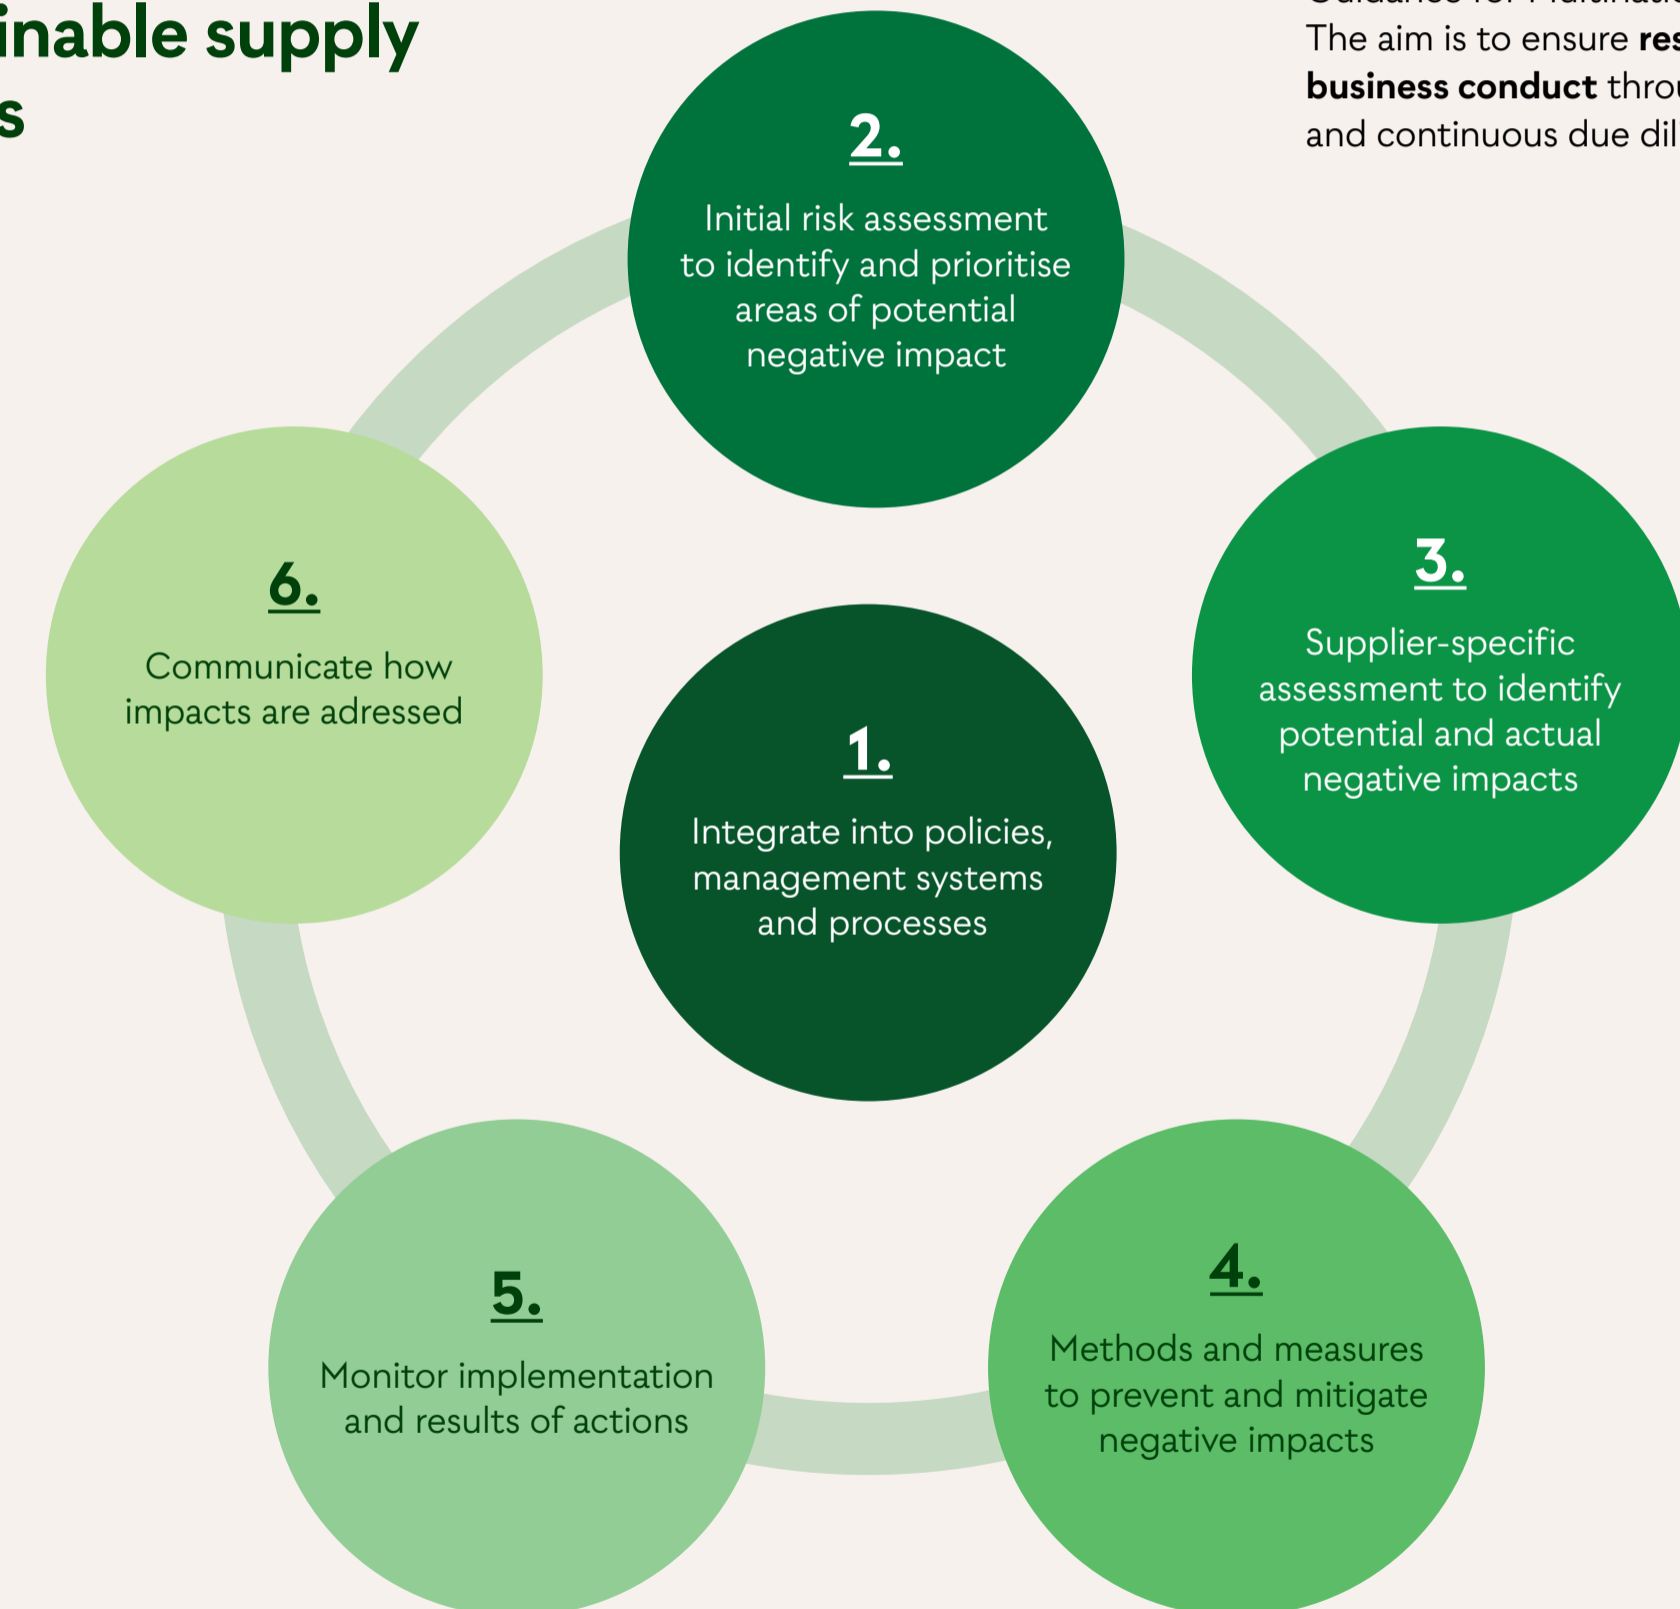 inable supply
s
The aim is to ensure
business conduct
and continuous due
2.
Initial risk assessment
to identify and prioritise
areas of potential
negative impact
3.
Supplier-specific
assessment to identify
potential and actual
negative impacts
6.
Communicate how
impacts are adressed
1.
Integrate into policies,
management systems
and processes
4.
Methods and measures
to prevent and mitigate
negative impacts
5.
Monitor implementation
and results of actions